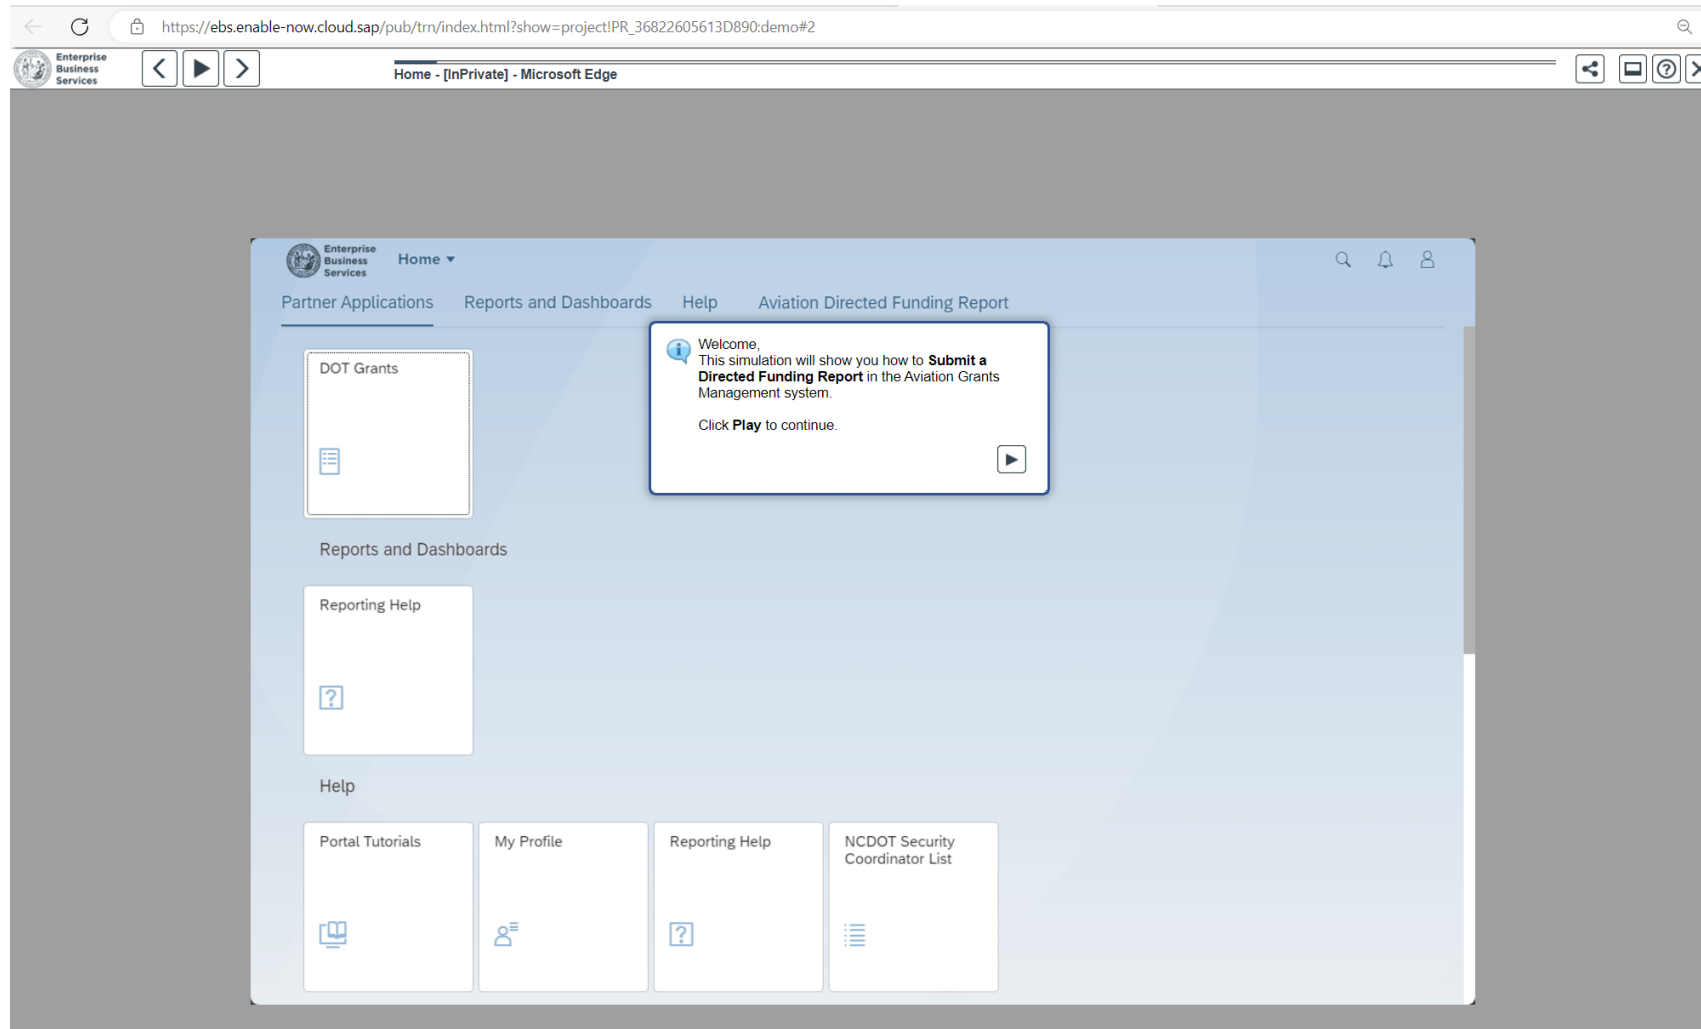 https://ebs.enable-now.cloud.sap/pub/trn/index.html?show=project!PR_36822605613D890:demo#2
Enterprise
Business
Services
Home - [InPrivate] - Microsoft Edge
Enterprise
Business
Services
Home
Partner Applications Reports and Dashboards Help Aviation Directed Funding Report
Welcome,
This simulation will show you how to Submit a
Directed Funding Report in the Aviation Grants
Management system.
Click Play to continue.
DOT Grants
Reports and Dashboards
Reporting Help
Help
Portal Tutorials My Profile Reporting Help NCDOT Security
Coordinator List